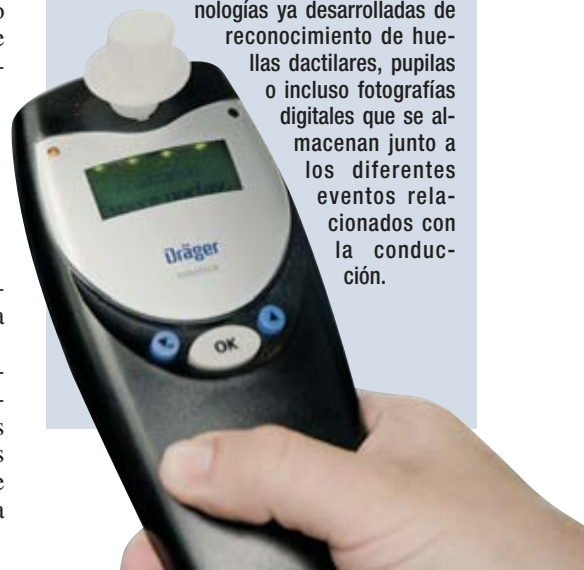 o
e
-
-
a
-
-
s
s
e
a
nologías ya desarrolladas de
reconocimiento de hue-
llas dactilares, pupilas
o incluso fotografías
digitales que se al-
macenan junto a
los diferentes
eventos rela-
cionados con
la conduc-
ción.
Dräger
OK